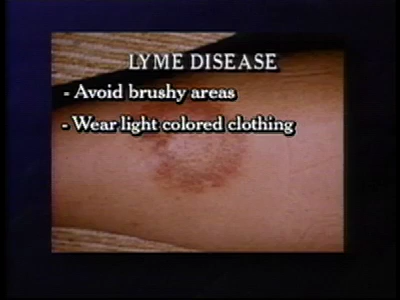 LYME DISEASE
- Avoid brushy areas
- Wear light colored clothing